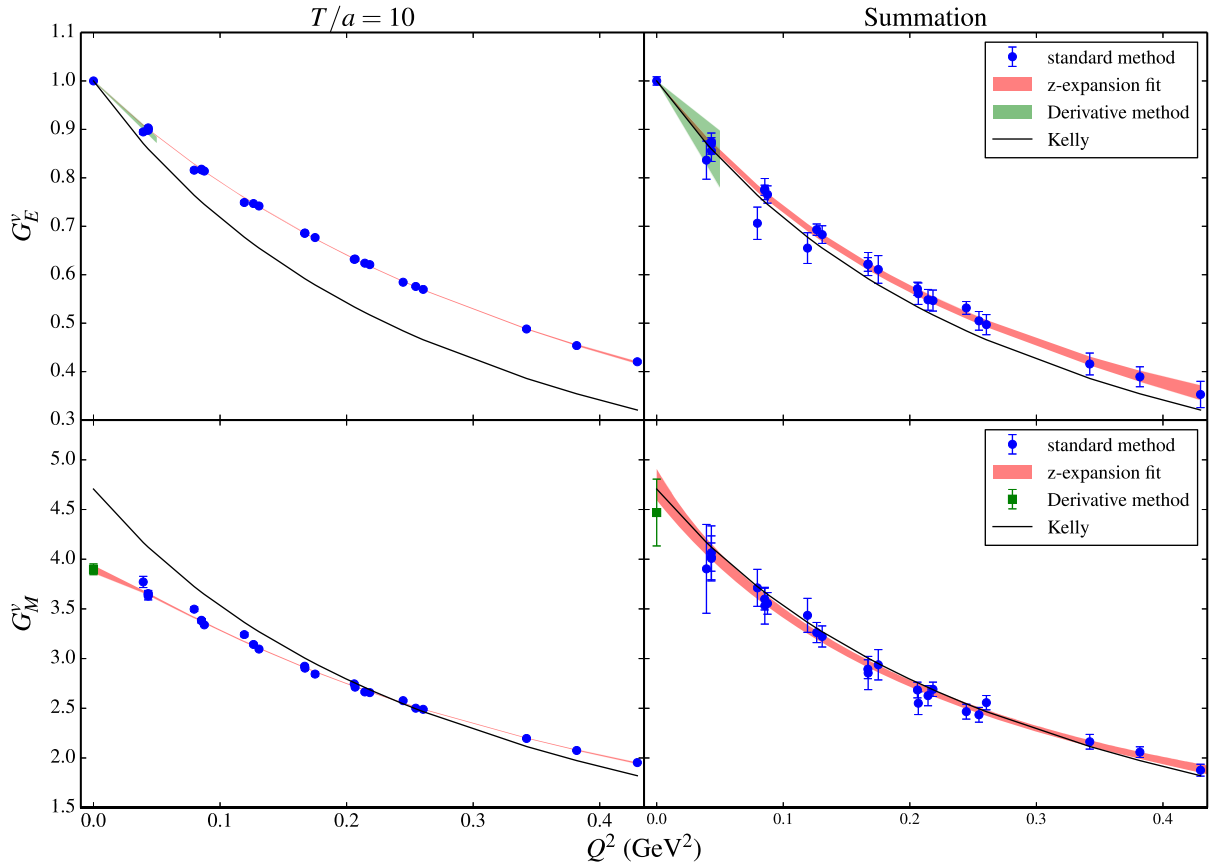 T/a = 10
Summation
1.1
1.0
0.9
0.8
0.7
0.6
0.5
0.4
0.3
G_E^v
standard method
z-expansion fit
Derivative method
Kelly
5.0
4.5
4.0
3.5
3.0
2.5
2.0
1.5
G_M^v
standard method
z-expansion fit
Derivative method
Kelly
0.0 0.1 0.2 0.3 0.4
0.0 0.1 0.2 0.3 0.4
Q² (GeV²)